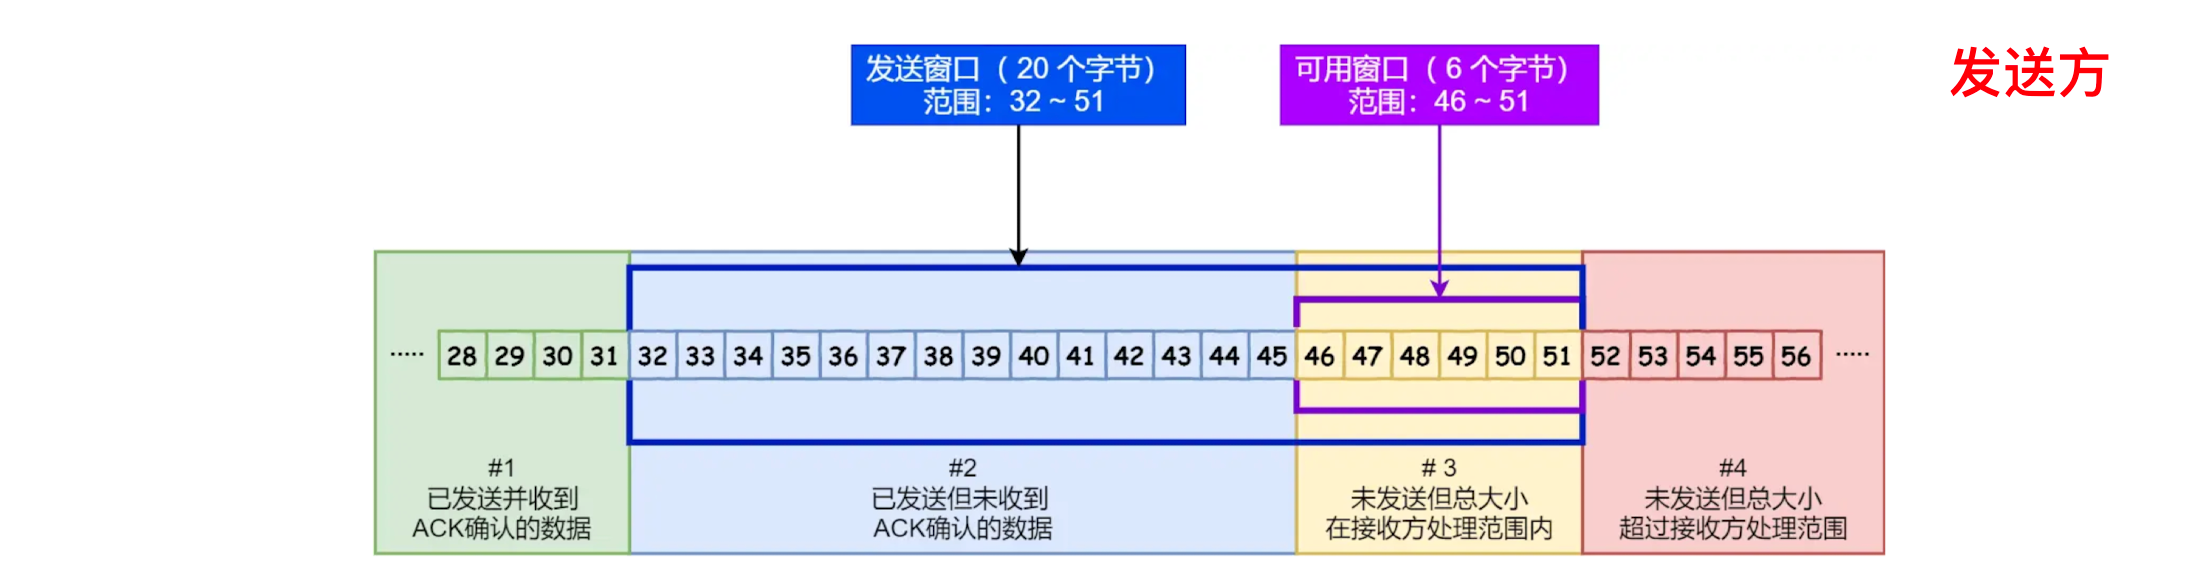 发送窗口（20 个字节）
范围：32 ~ 51
可用窗口（6 个字节）
范围：46 ~ 51
发送方
····· 28 29 30 31 32 33 34 35 36 37 38 39 40 41 42 43 44 45 46 47 48 49 50 51 52 53 54 55 56 ·····
#1
已发送并收到
ACK确认的数据
#2
已发送但未收到
ACK确认的数据
# 3
未发送但总大小
在接收方处理范围内
#4
未发送但总大小
超过接收方处理范围